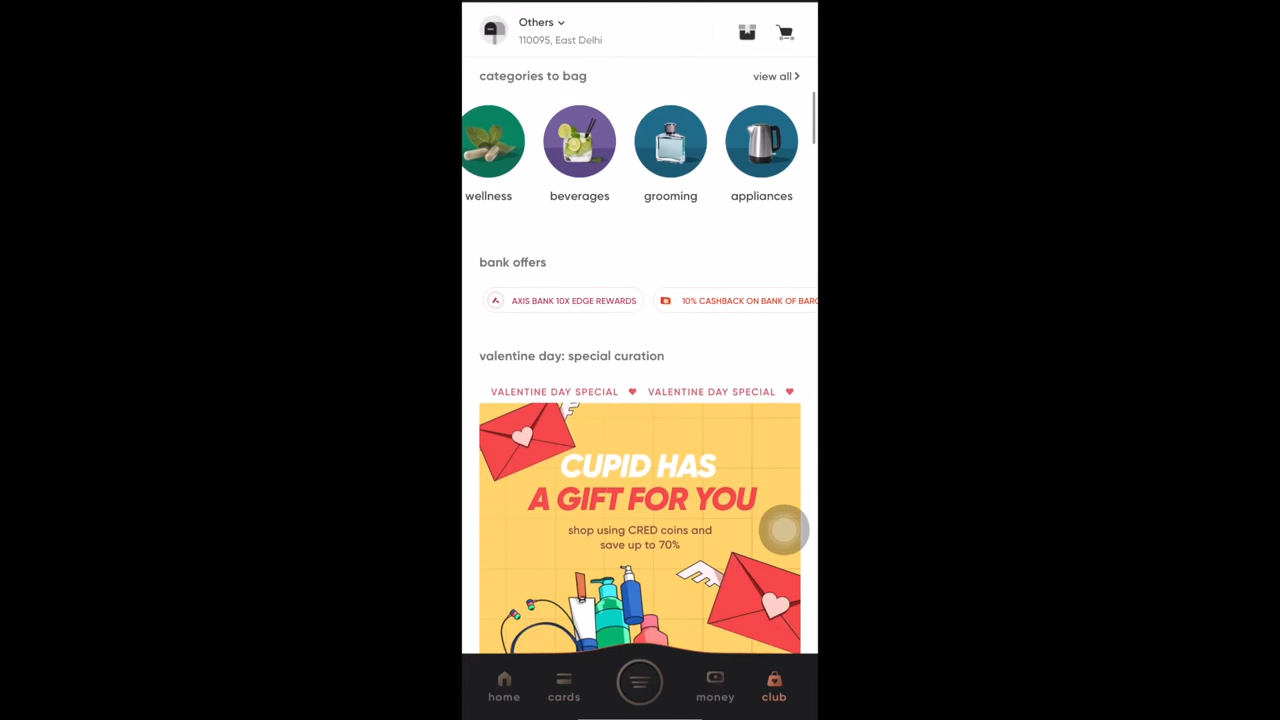 Others
110095, East Delhi
categories to bag
view all
wellness
beverages
grooming
appliances
bank offers
AXIS BANK 10X EDGE REWARDS
10% CASHBACK ON BANK OF BARO
valentine day: special curation
VALENTINE DAY SPECIAL VALENTINE DAY SPECIAL
CUPID HAS
A GIFT FOR YOU
shop using CRED coins and
save up to 70%
home
cards
money
club